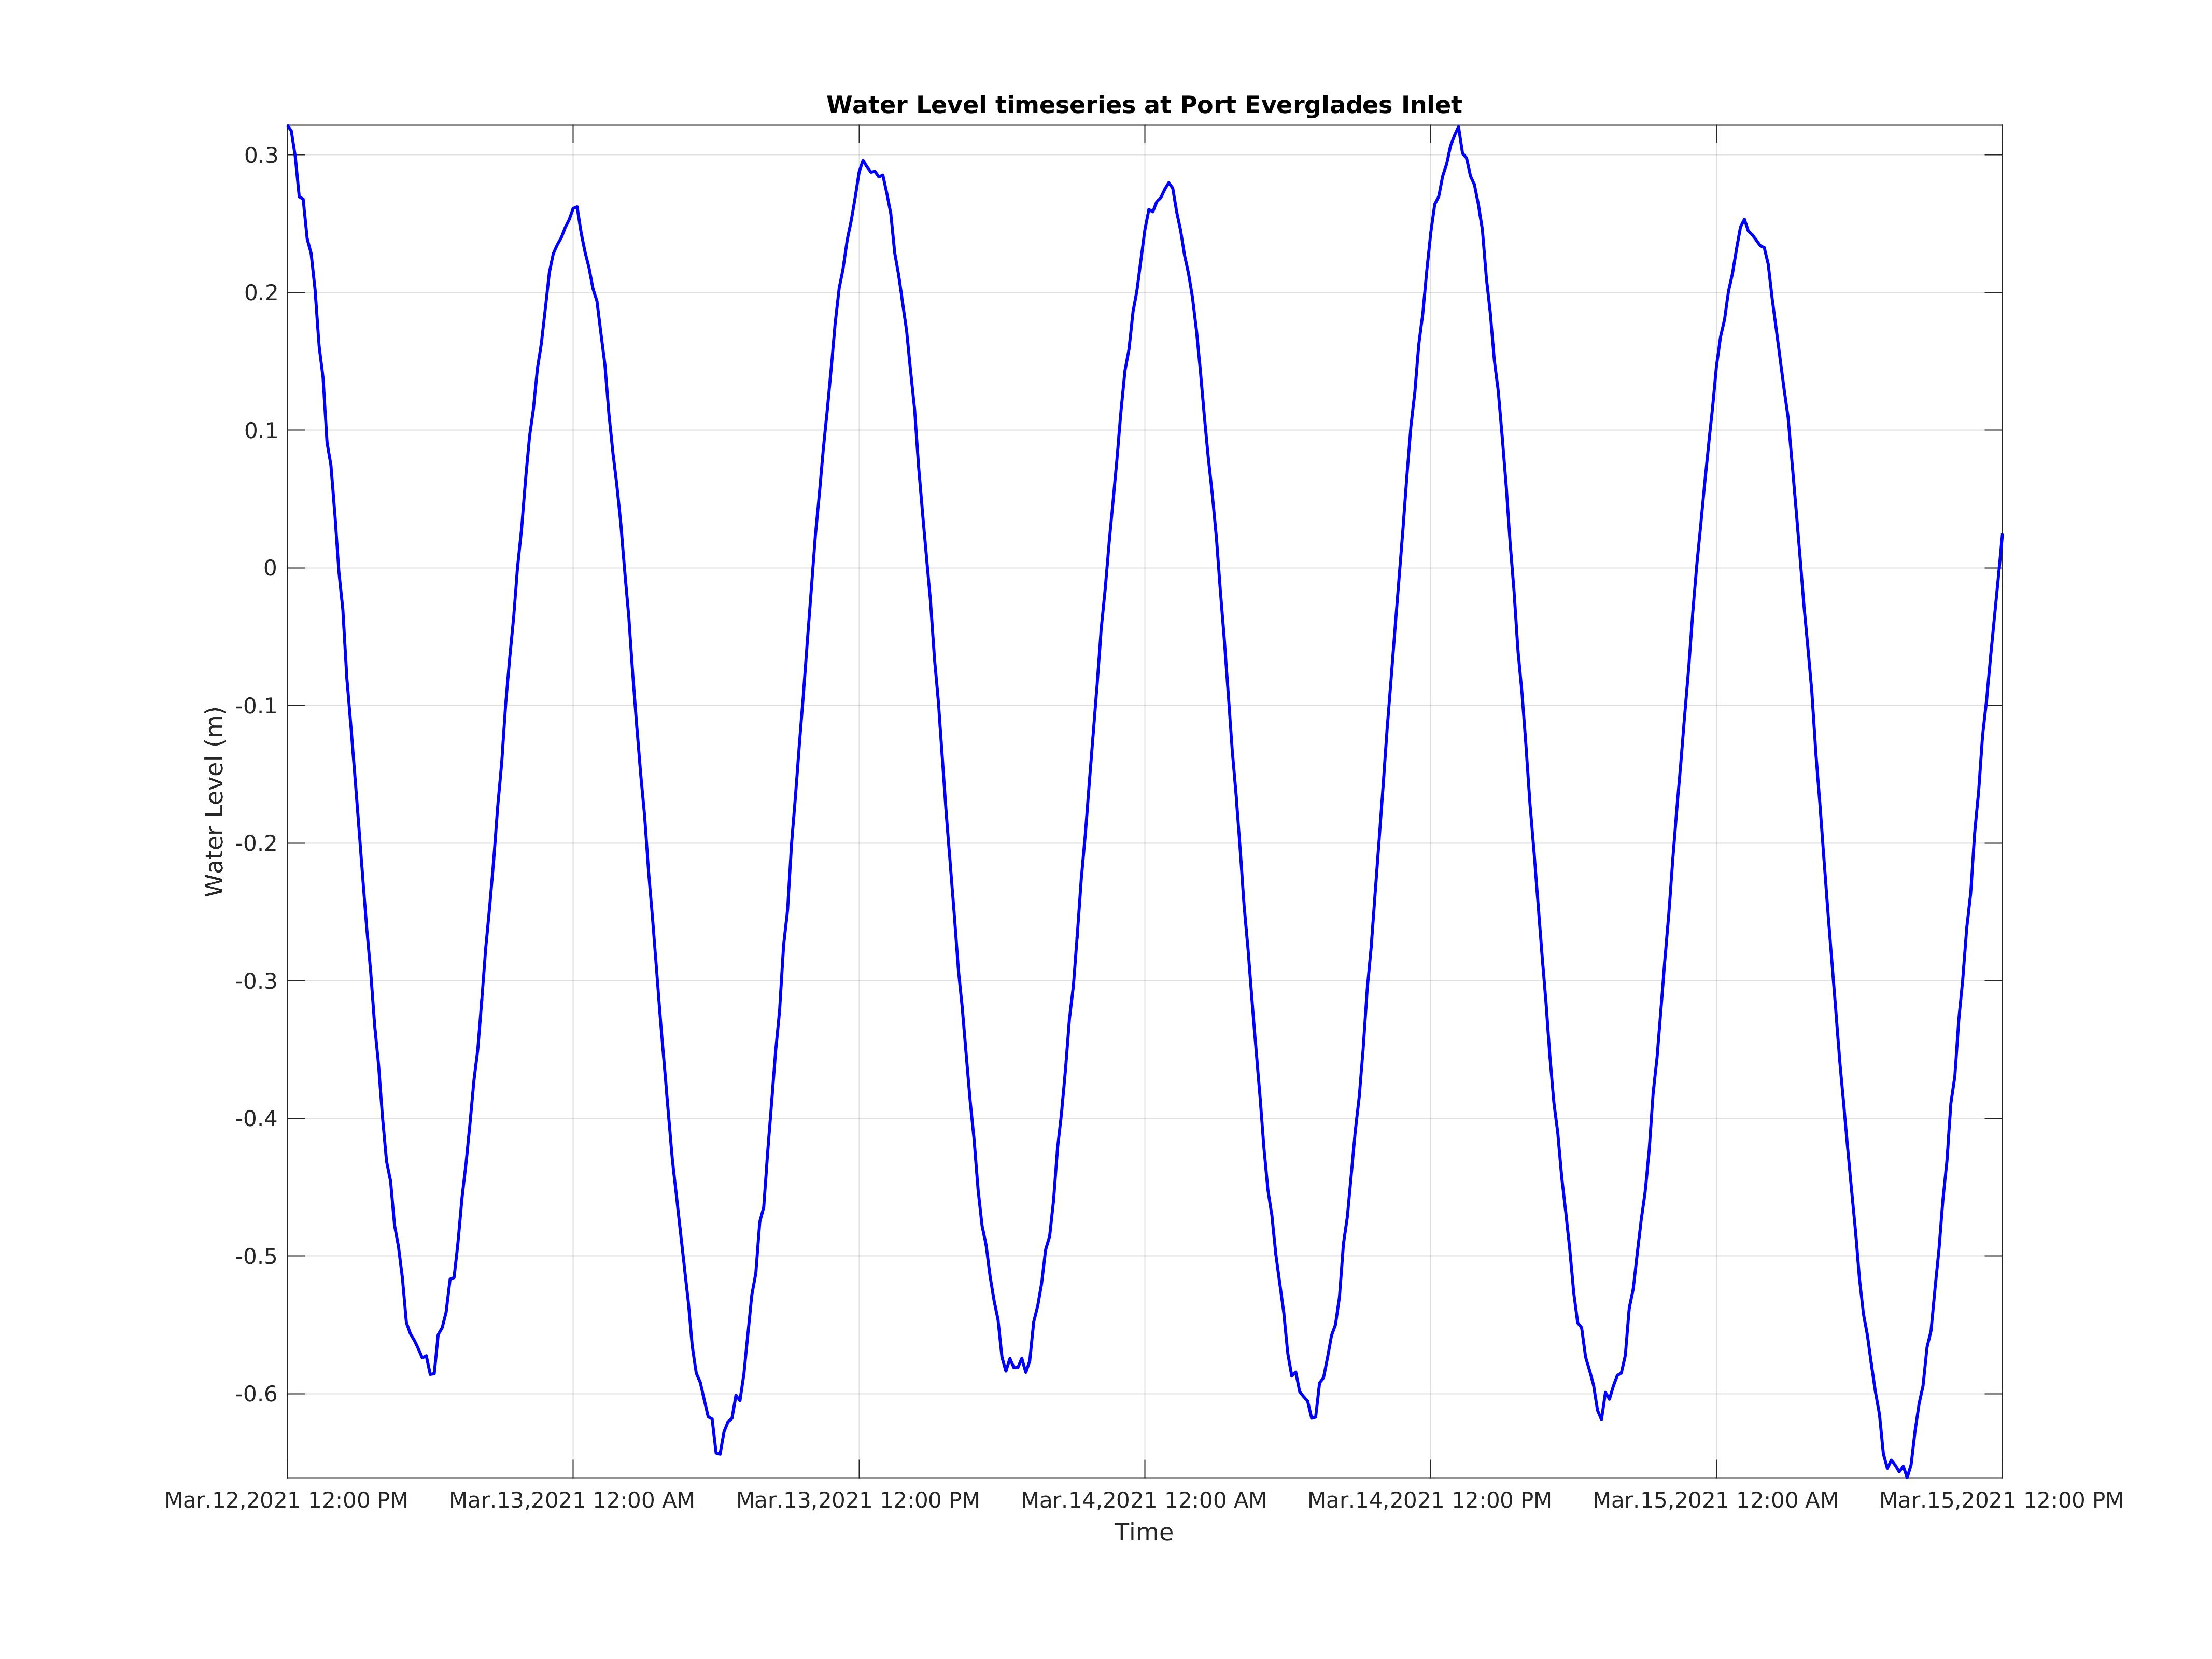 Water Level timeseries at Port Everglades Inlet
0.3
0.2
0.1
0
-0.1
-0.2
-0.3
-0.4
-0.5
-0.6
Water Level (m)
Mar.12,2021 12:00 PM Mar.13,2021 12:00 AM Mar.13,2021 12:00 PM Mar.14,2021 12:00 AM Mar.14,2021 12:00 PM Mar.15,2021 12:00 AM Mar.15,2021 12:00 PM
Time